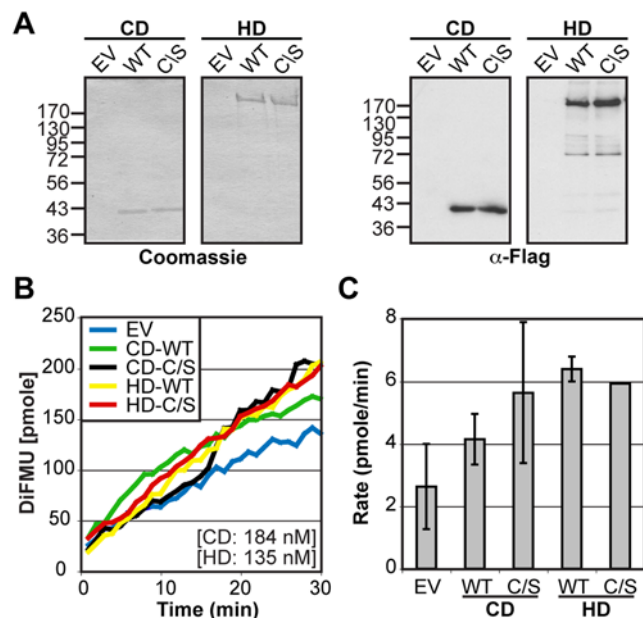 A
CD HD CD HD
EV WT C\S EV WT C\S EV WT C\S EV WT C\S
170 170
130 130
95 95
72 72
56 56
43 43
36 36
Coomassie α-Flag
B
DiFMU [pmole]
250
200
150
100
50
0
EV
CD-WT
CD-C/S
HD-WT
HD-C/S
[CD: 184 nM]
[HD: 135 nM]
0 10 20 30
Time (min)
C
Rate (pmole/min)
8
6
4
2
0
EV WT C/S WT C/S
CD HD